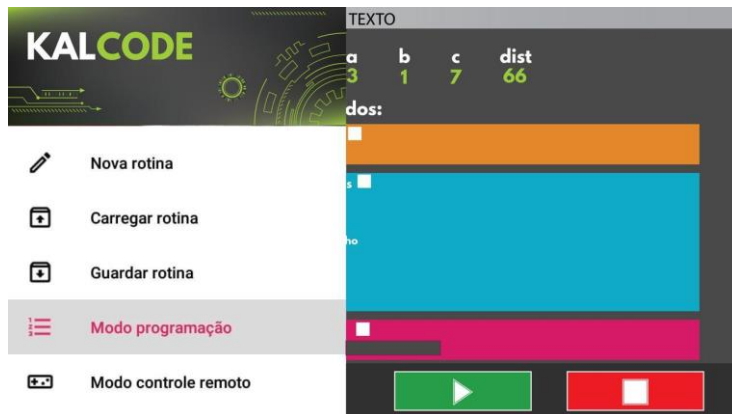 KALCODE
Nova rotina
Carregar rotina
Guardar rotina
Modo programação
Modo controle remoto
TEXTO
a b c dist
3 1 7 66
dos:
s
ho